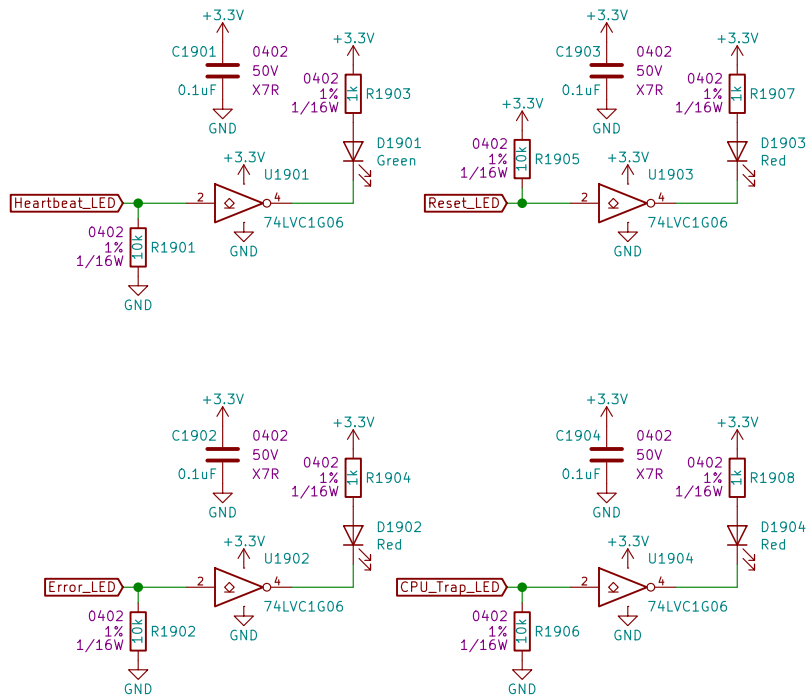 +3.3V
C1901
0402
50V
X7R
0.1uF
GND
+3.3V
0402
1%
1/16W
1k
R1903
D1901
Green
+3.3V
U1901
Heartbeat_LED
2
4
74LVC1G06
GND
0402
1%
1/16W
10k
R1901
GND
+3.3V
C1903
0402
50V
X7R
0.1uF
GND
+3.3V
0402
1%
1/16W
1k
R1907
D1903
Red
+3.3V
0402
1%
1/16W
10k
R1905
+3.3V
U1903
Reset_LED
2
4
74LVC1G06
GND
+3.3V
C1902
0402
50V
X7R
0.1uF
GND
+3.3V
0402
1%
1/16W
1k
R1904
D1902
Red
+3.3V
U1902
Error_LED
2
4
74LVC1G06
GND
0402
1%
1/16W
10k
R1902
GND
+3.3V
C1904
0402
50V
X7R
0.1uF
GND
+3.3V
0402
1%
1/16W
1k
R1908
D1904
Red
+3.3V
U1904
CPU_Trap_LED
2
4
74LVC1G06
GND
0402
1%
1/16W
10k
R1906
GND